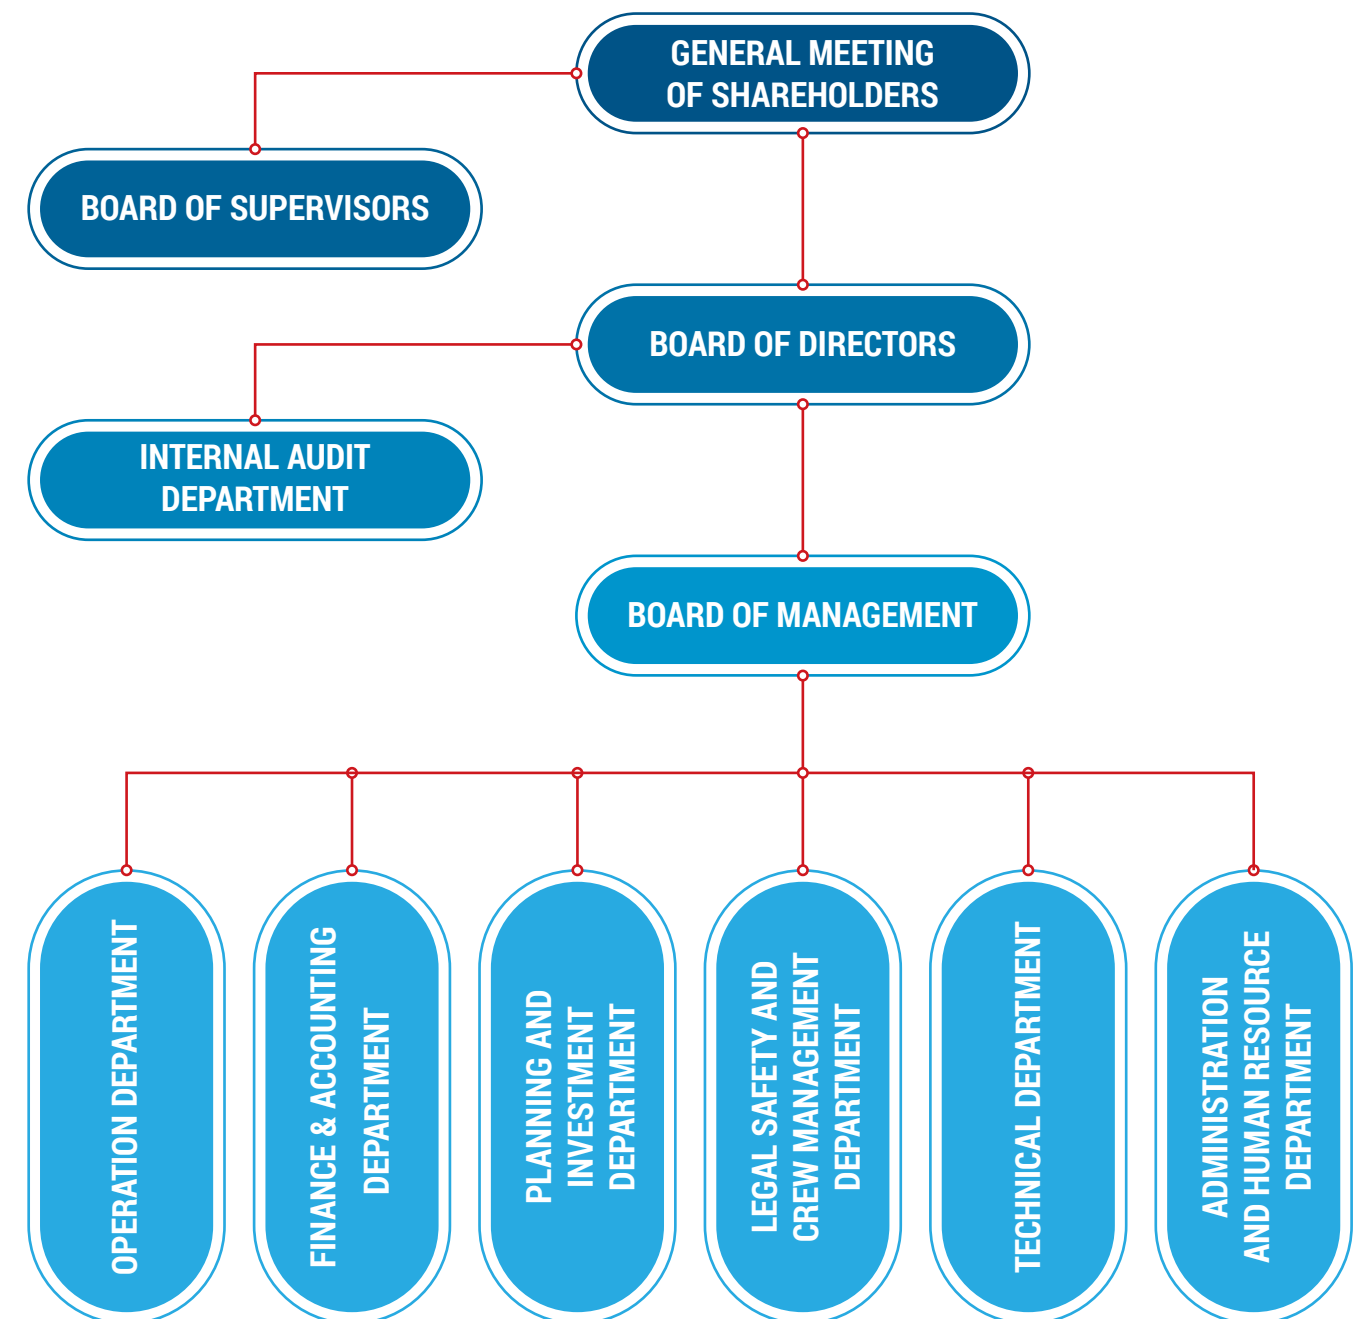 GENERAL MEETING
OF SHAREHOLDERS
BOARD OF SUPERVISORS
BOARD OF DIRECTORS
INTERNAL AUDIT
DEPARTMENT
BOARD OF MANAGEMENT
OPERATION DEPARTMENT
FINANCE & ACCOUNTING
DEPARTMENT
PLANNING AND
INVESTMENT
DEPARTMENT
LEGAL SAFETY AND
CREW MANAGEMENT
DEPARTMENT
TECHNICAL DEPARTMENT
ADMINISTRATION
AND HUMAN RESOURCE
DEPARTMENT